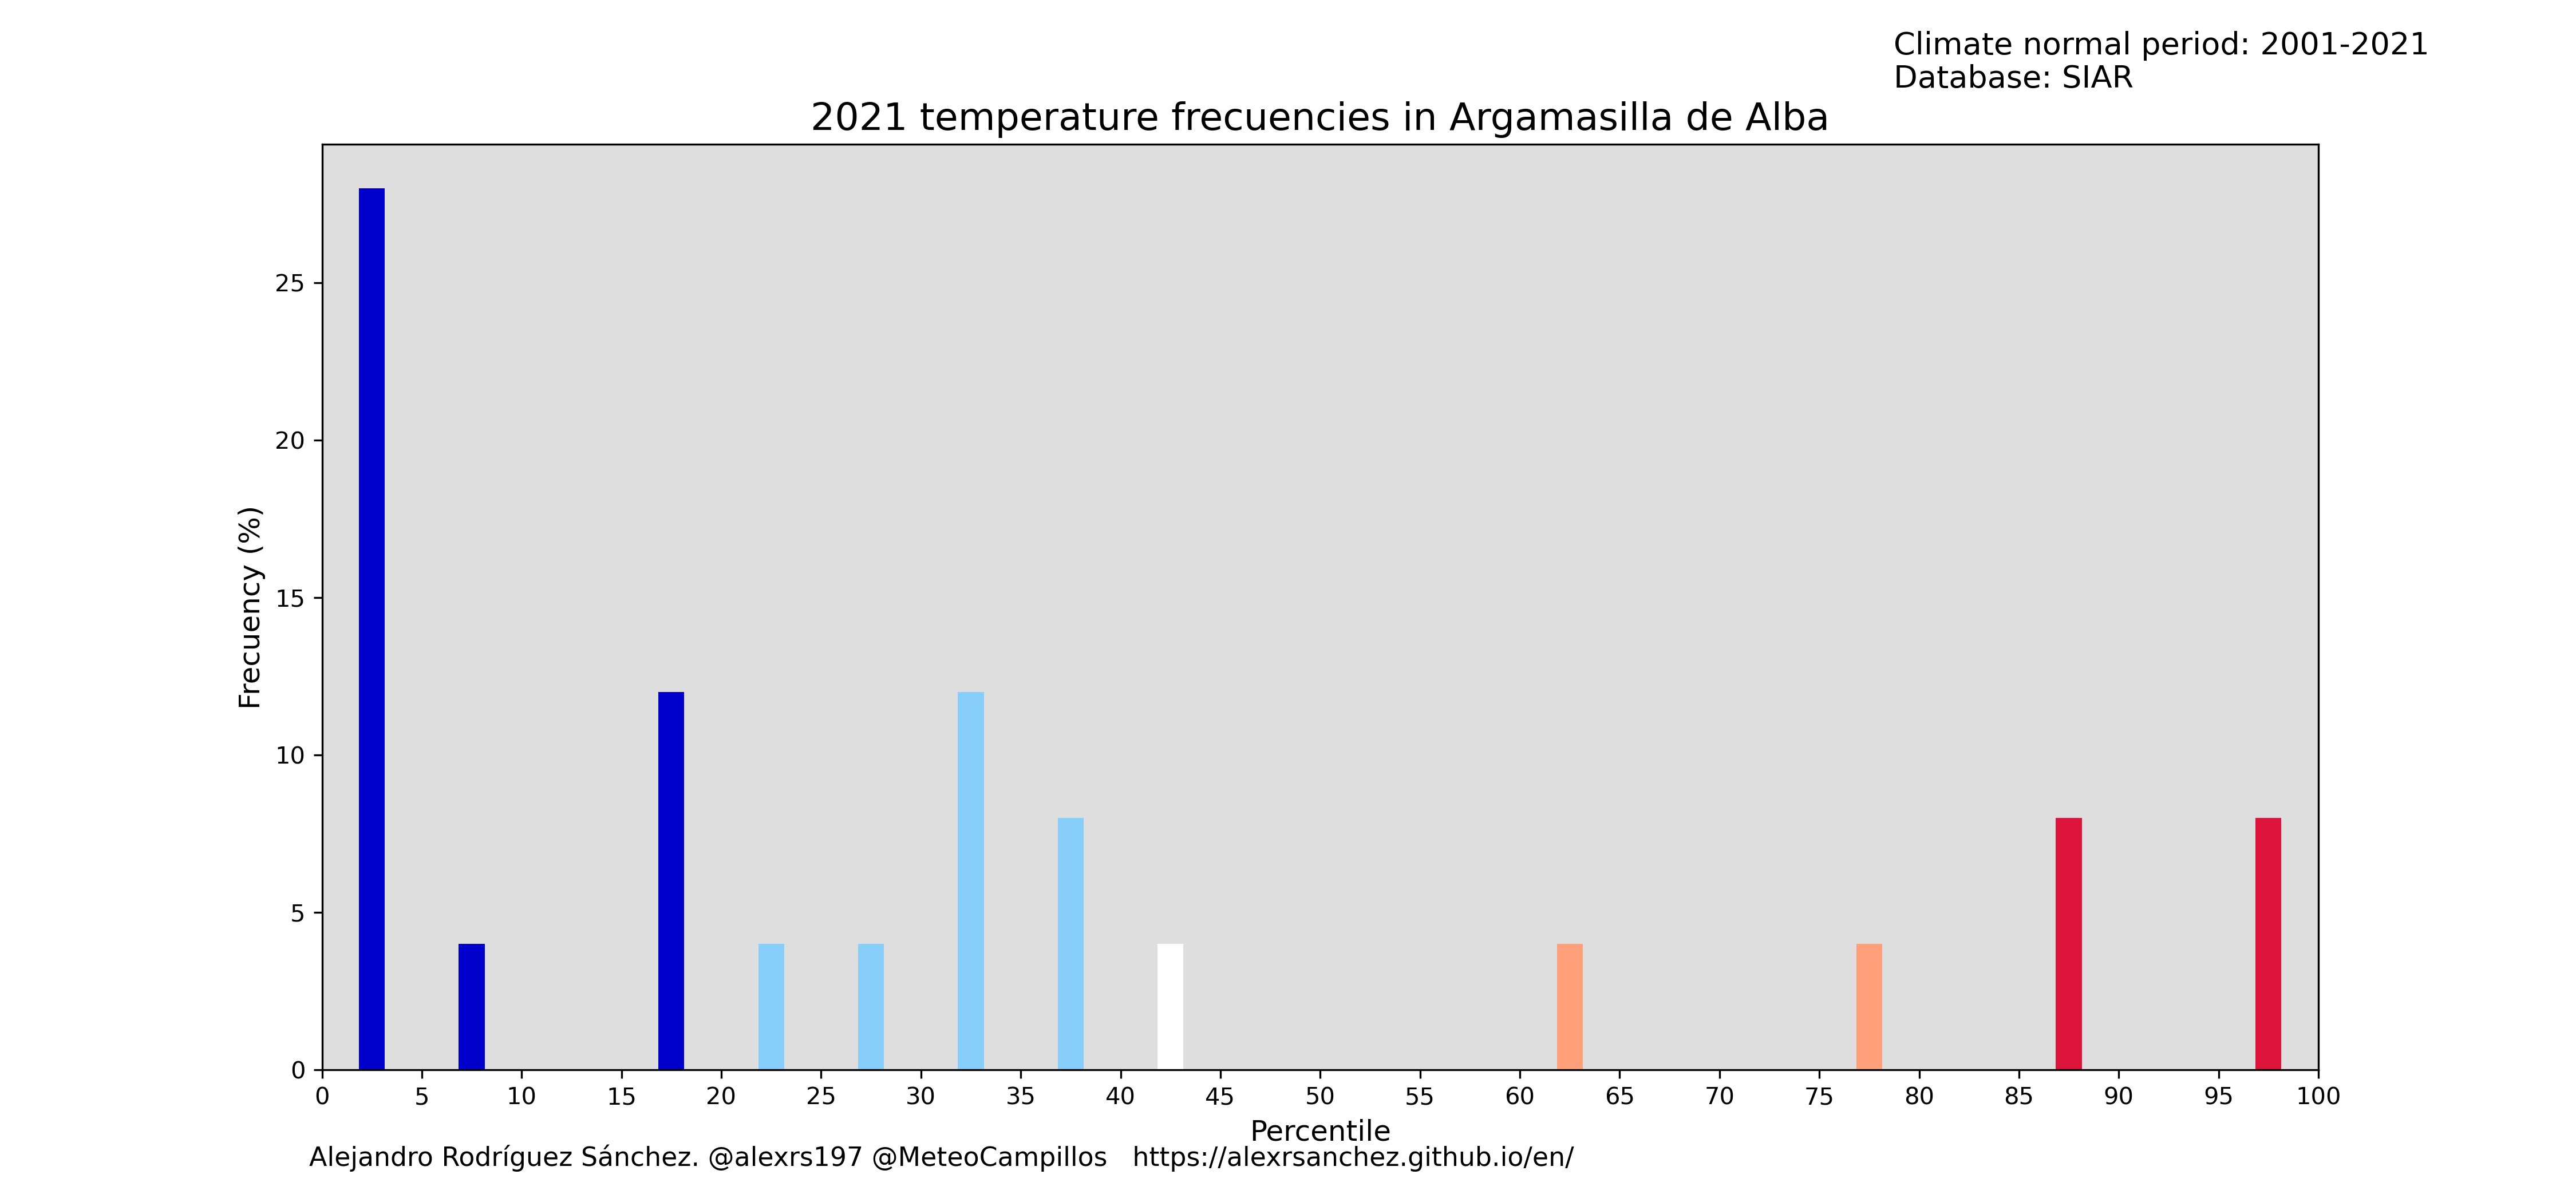 Climate normal period: 2001-2021
Database: SIAR
2021 temperature frecuencies in Argamasilla de Alba
25
20
15
10
5
0
Frecuency (%)
0 5 10 15 20 25 30 35 40 45 50 55 60 65 70 75 80 85 90 95 100
Percentile
Alejandro Rodríguez Sánchez. @alexrs197 @MeteoCampillos https://alexrsanchez.github.io/en/